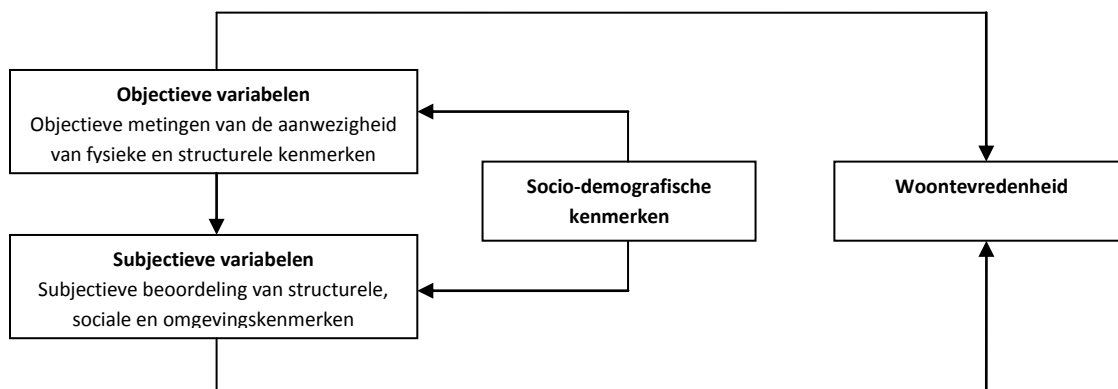 Objectieve variabelen
Objectieve metingen van de aanwezigheid
van fysieke en structurele kenmerken
Socio-demografische
kenmerken
Woontevredenheid
Subjectieve variabelen
Subjectieve beoordeling van structurele,
sociale en omgevingskenmerken